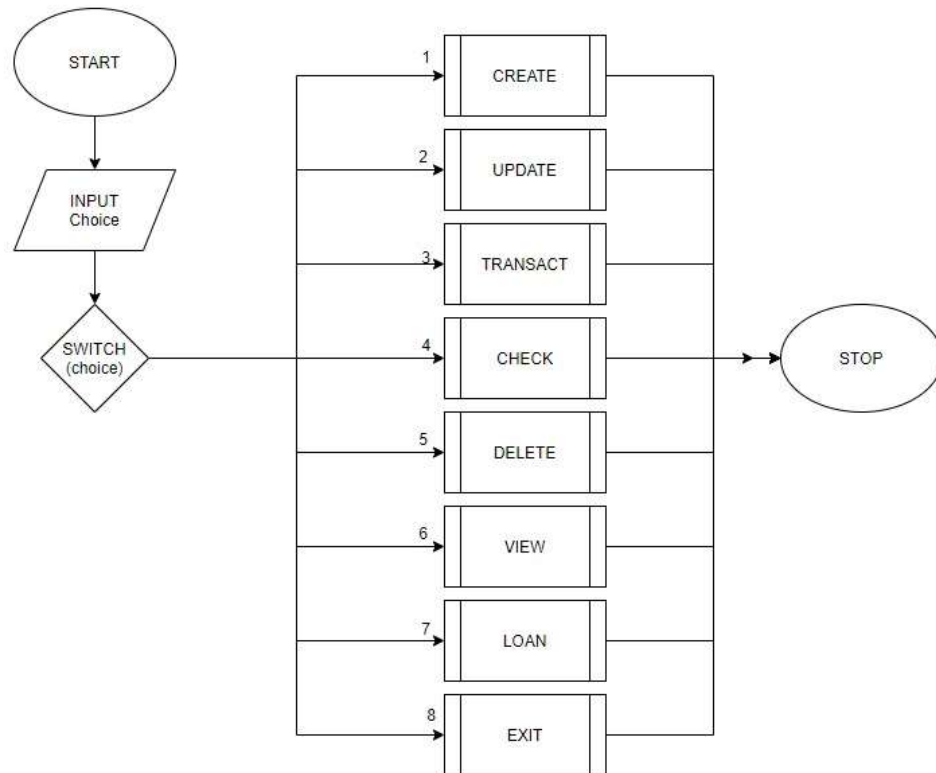 START
INPUT
Choice
SWITCH
(choice)
1
CREATE
2
UPDATE
3
TRANSACT
4
CHECK
5
DELETE
6
VIEW
7
LOAN
8
EXIT
STOP